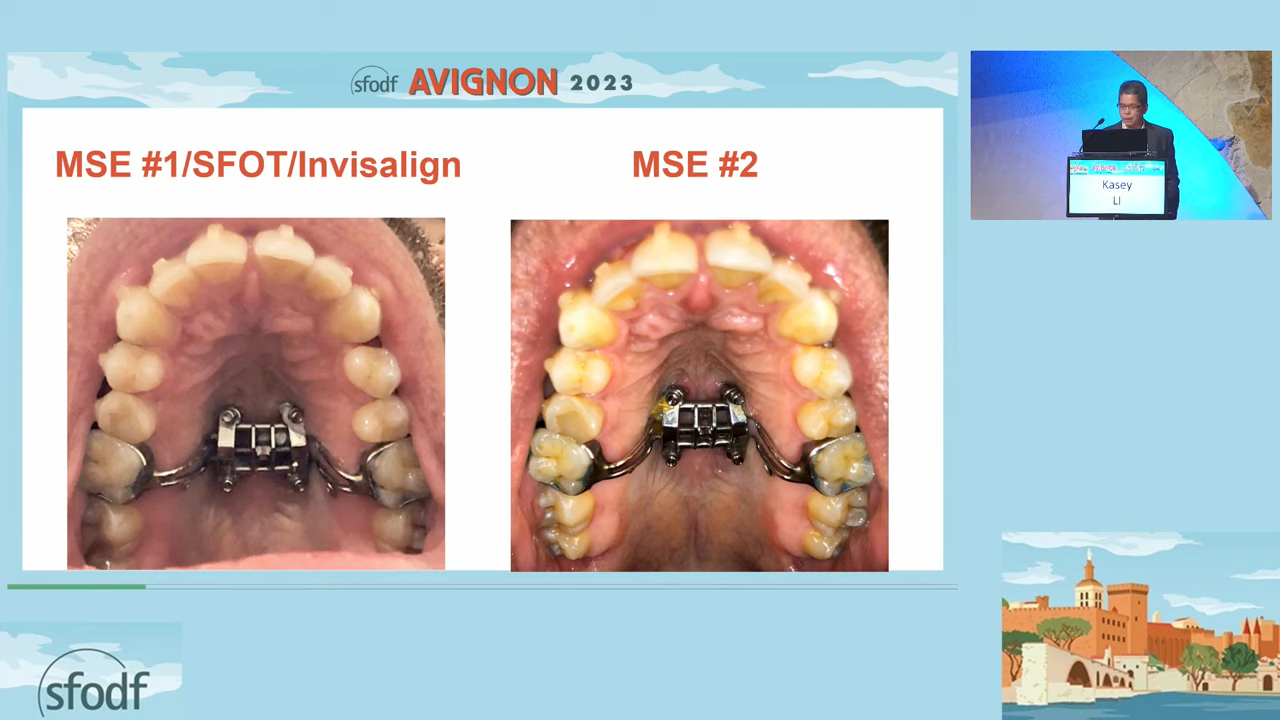 sfodf AVIGNON 2023
MSE #1/SFOT/Invisalign
MSE #2
Kasey
LI
sfodf